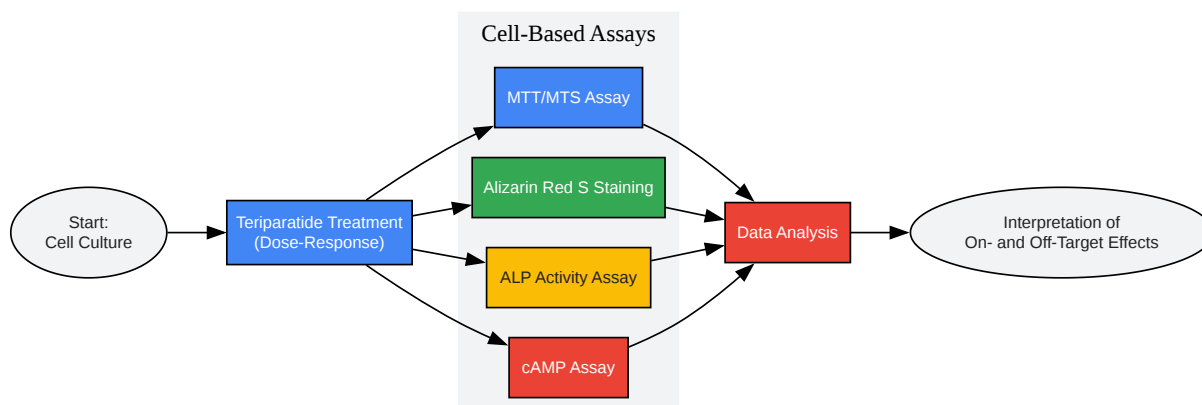 Cell-Based Assays
Start:
Cell Culture
Teriparatide Treatment
(Dose-Response)
MTT/MTS Assay
Alizarin Red S Staining
ALP Activity Assay
cAMP Assay
Data Analysis
Interpretation of
On- and Off-Target Effects